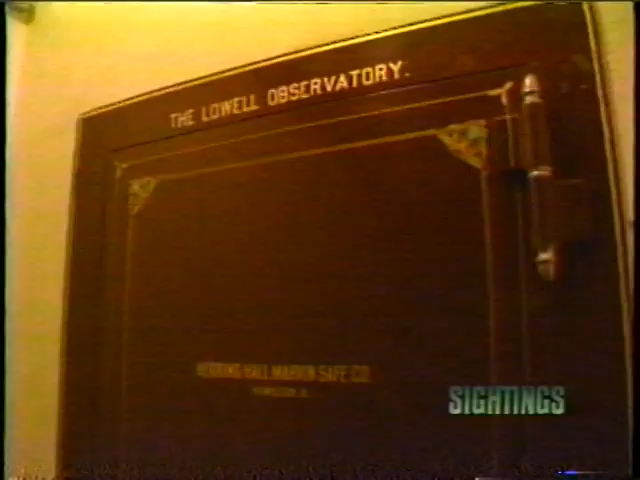 THE LOWELL OBSERVATORY.
HERRING-HALL-MARVIN SAFE CO.
SIGHTINGS